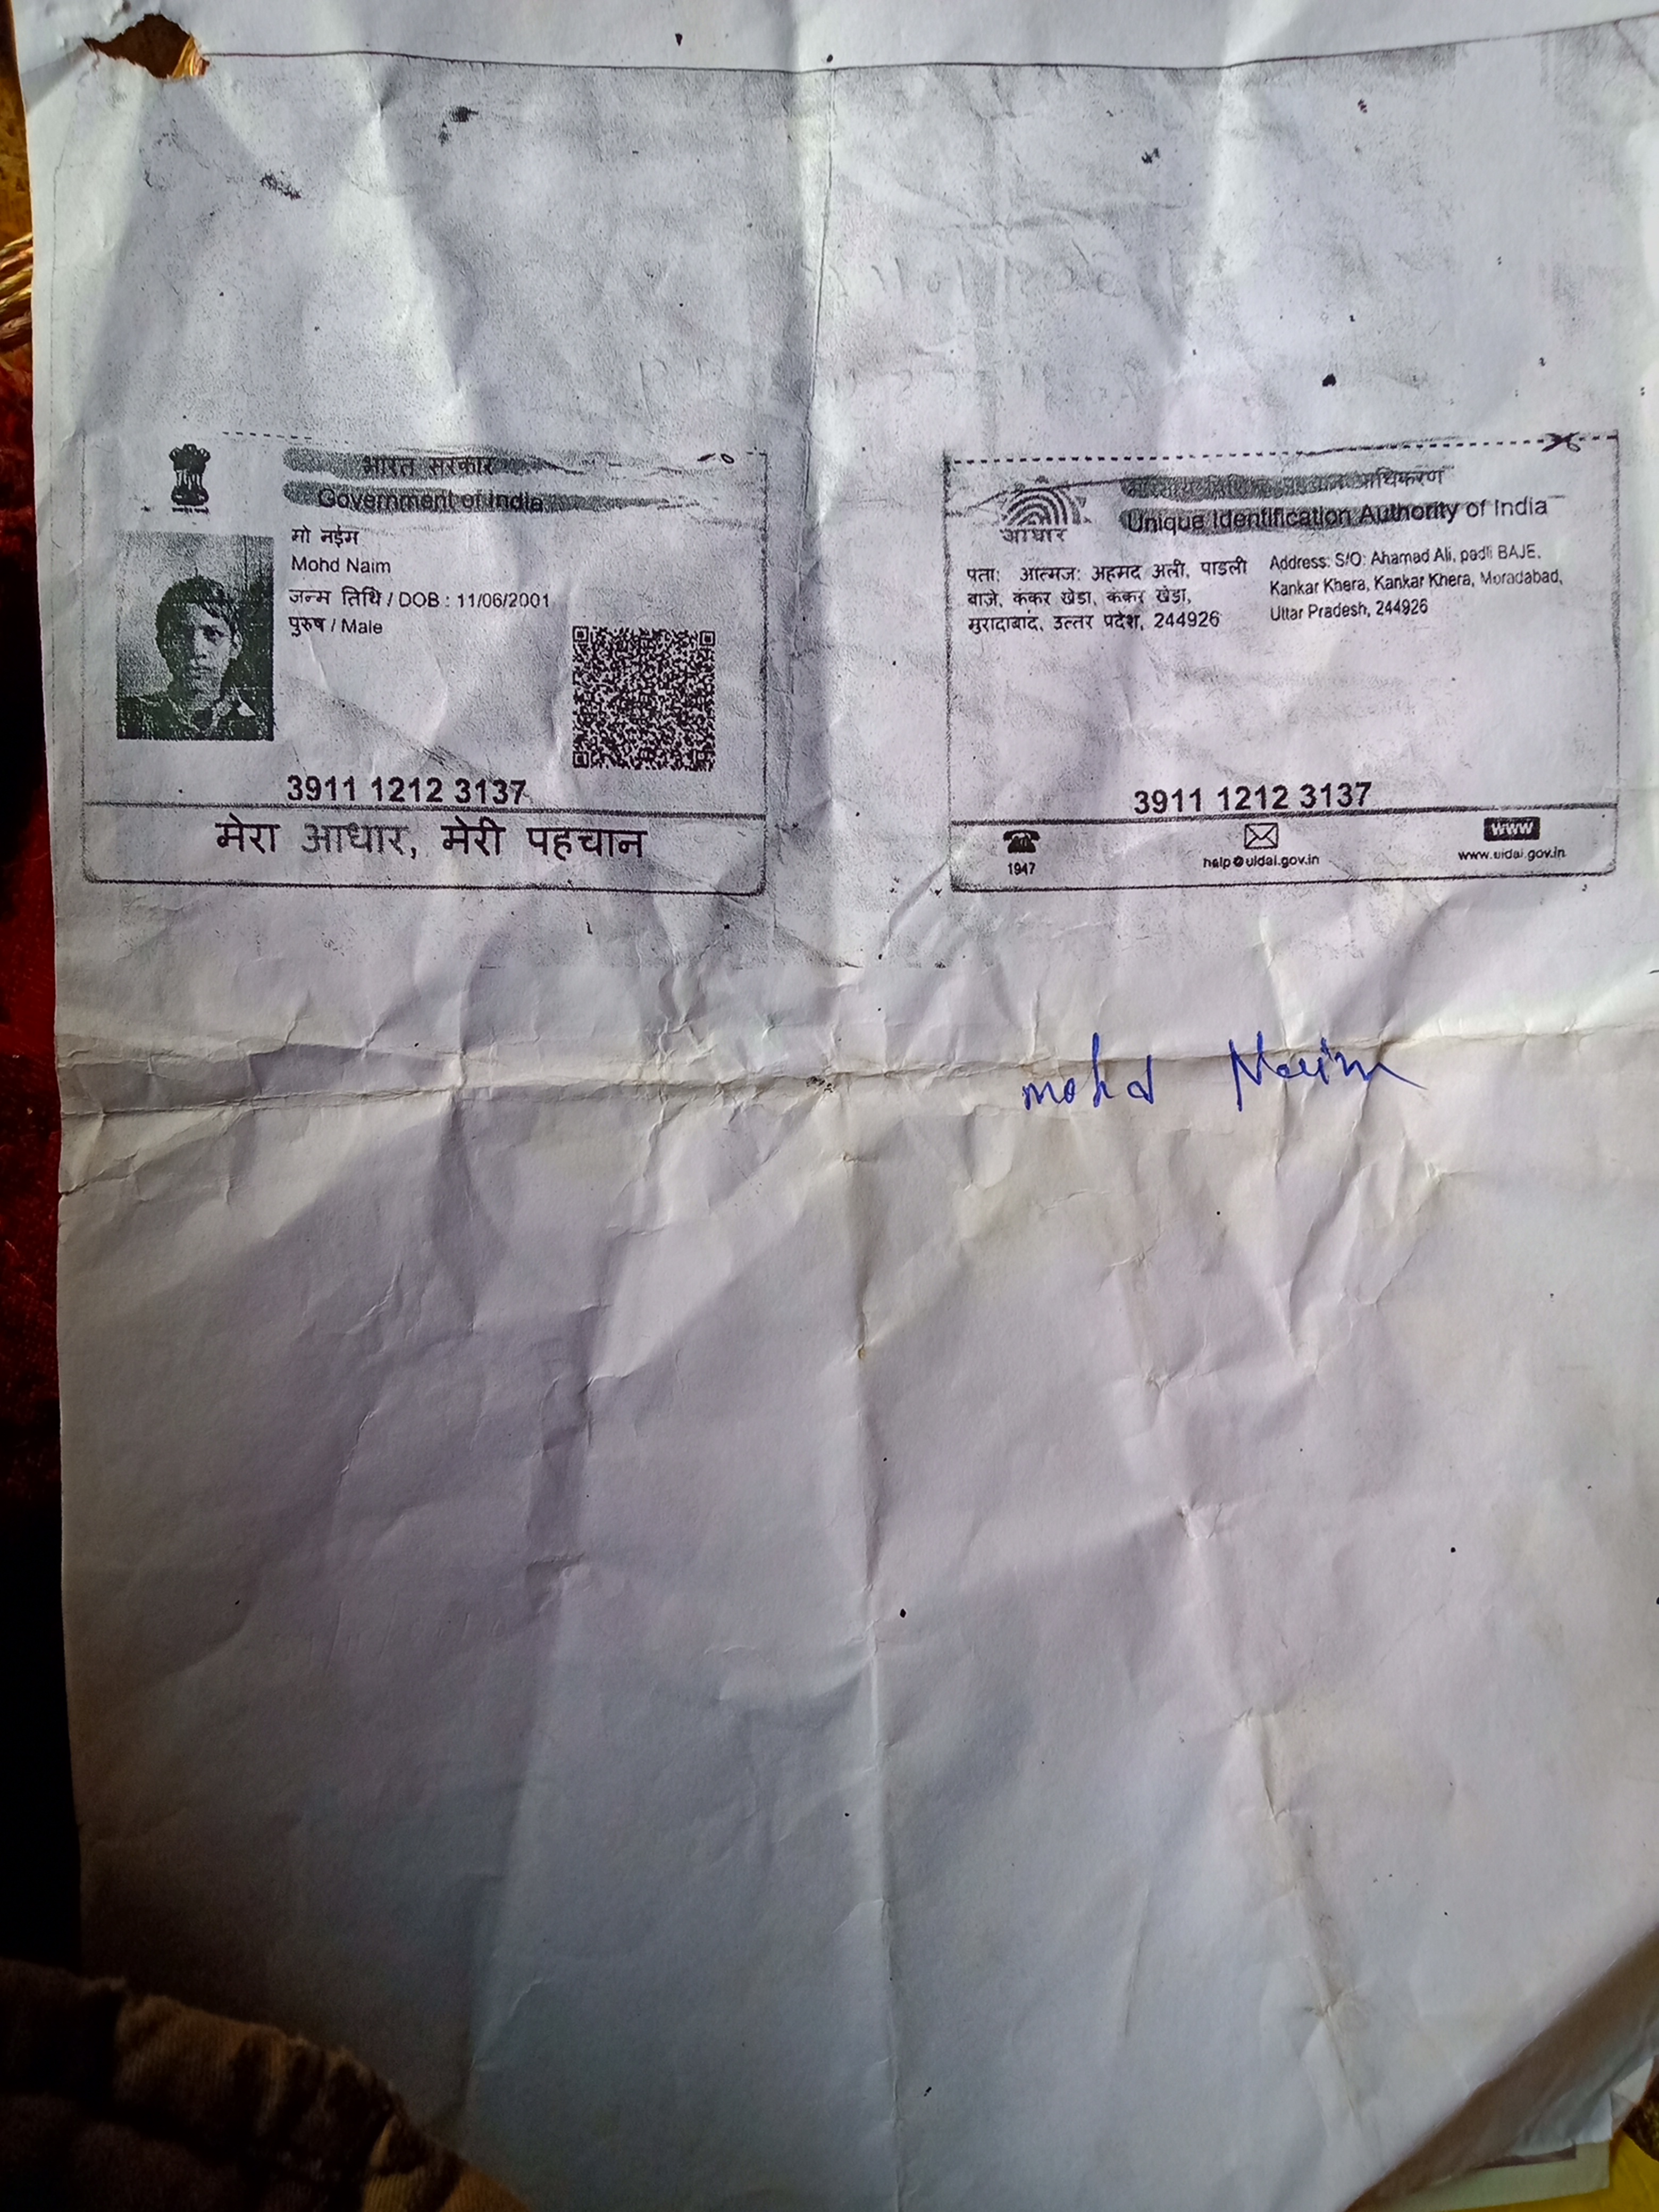 भारत सरकार
Government of India
मो नईम
Mohd Naim
जन्म तिथि / DOB : 11/06/2001
पुरुष / Male
3911 1212 3137
मेरा आधार, मेरी पहचान
प्राधिकरण
Unique Identification Authority of India
आधार
पता: आत्मज: अहमद अली, पाडली
बाजे, कंकर खेडा, कंकर खेडा,
मुरादाबाद, उत्तर प्रदेश, 244926
Address: S/O: Ahamad Ali, padli BAJE,
Kankar Khera, Kankar Khera, Moradabad,
Uttar Pradesh, 244926
3911 1212 3137
1947
help@uidai.gov.in
www
www.uidai.gov.in
mohd Naim